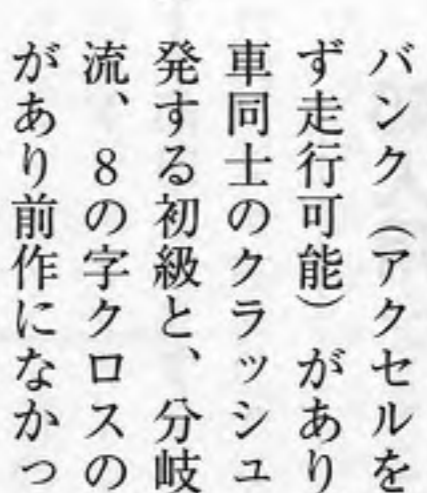 バンク（アクセルを
ず走行可能）があり
車同士のクラッシュ
発する初級と、分岐
流、8の字クロスの
があり前作になかっ